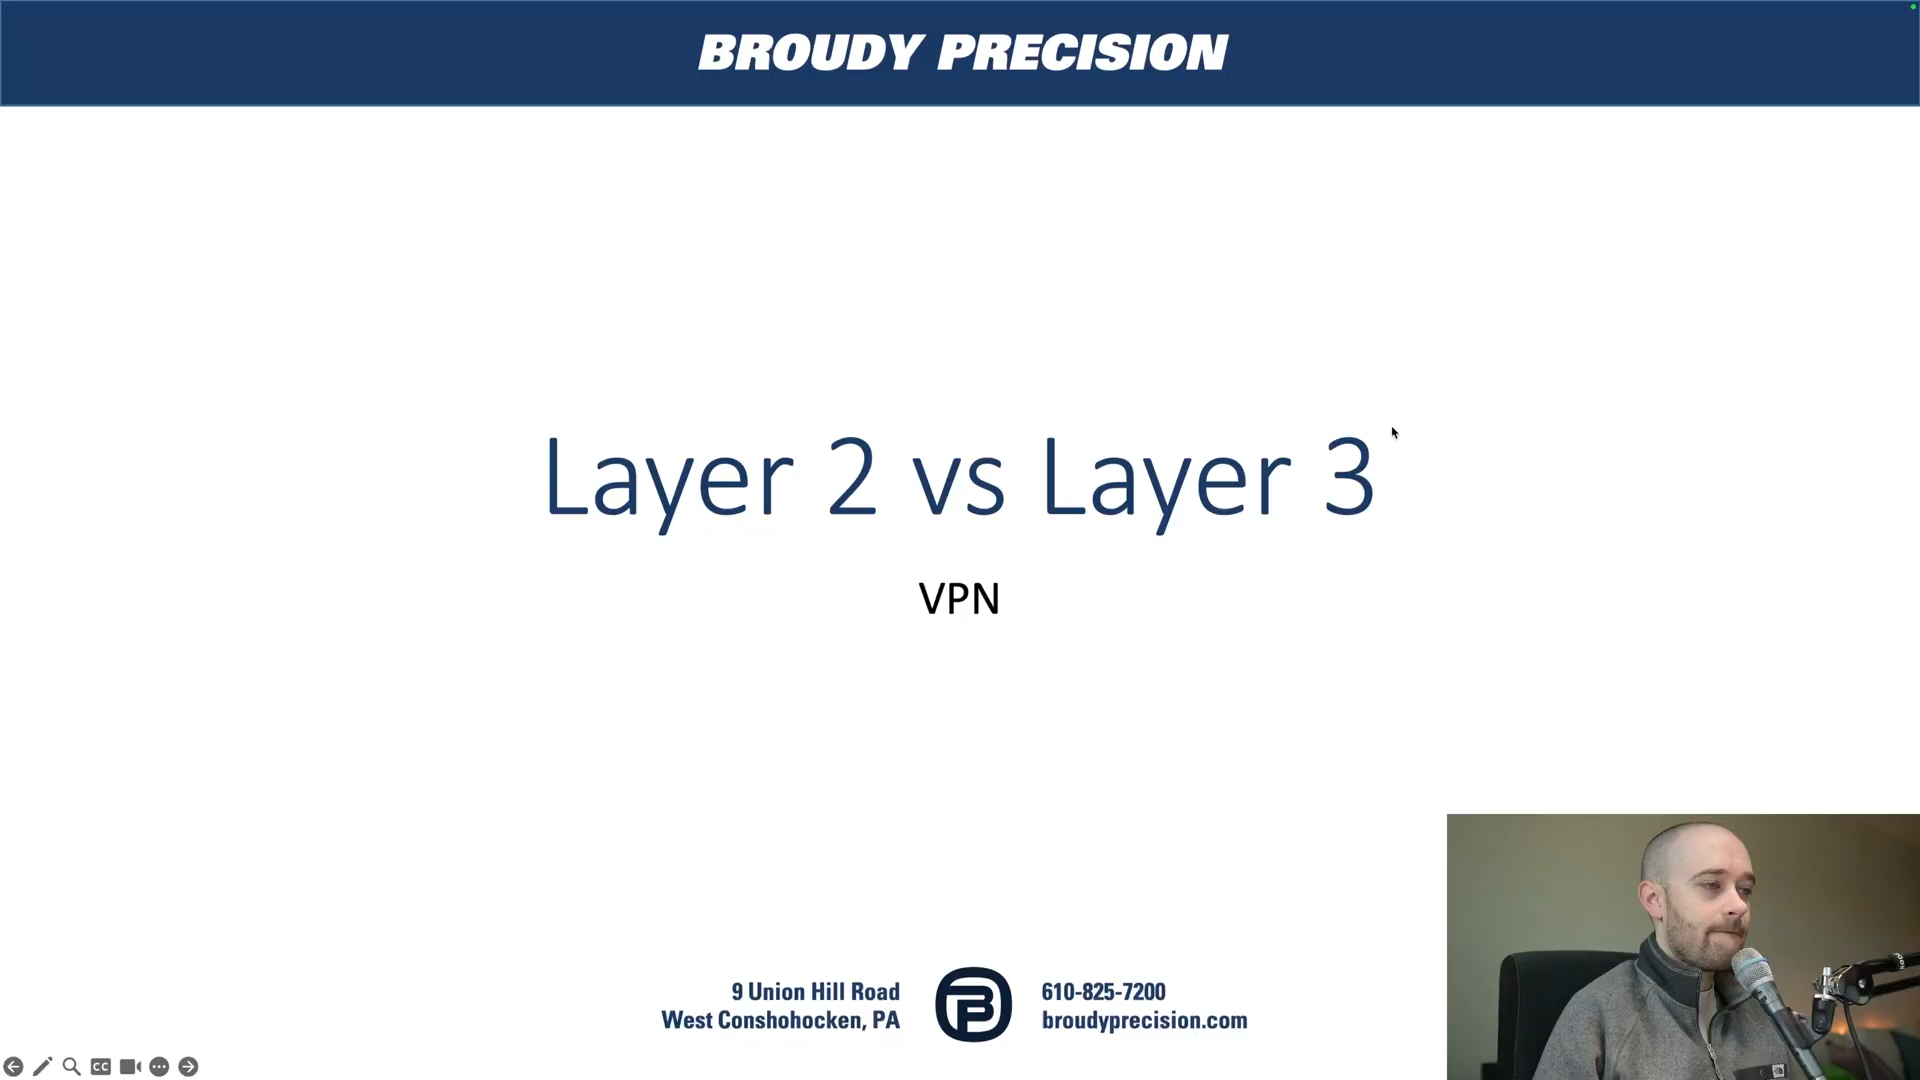 BROUDY PRECISION
Layer 2 vs Layer 3
VPN
9 Union Hill Road
West Conshohocken, PA
610-825-7200
broudyprecision.com
CC